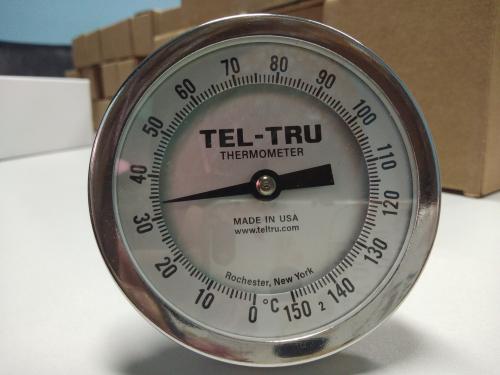 0 10 20 30 40 50 60 70 80 90 100 110 120 130 140 150
TEL-TRU
THERMOMETER
MADE IN USA
www.teltru.com
Rochester, New York
°C
2